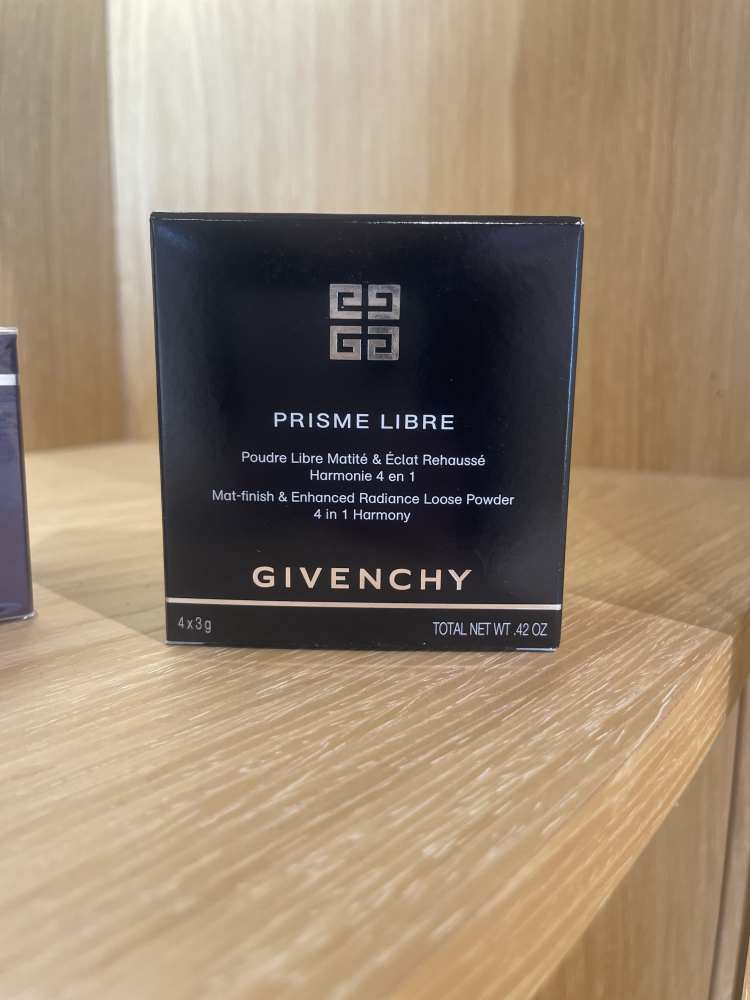 PRISME LIBRE
Poudre Libre Matité & Éclat Rehaussé
Harmonie 4 en 1
Mat-finish & Enhanced Radiance Loose Powder
4 in 1 Harmony
GIVENCHY
4 x 3 g
TOTAL NET WT .42 OZ